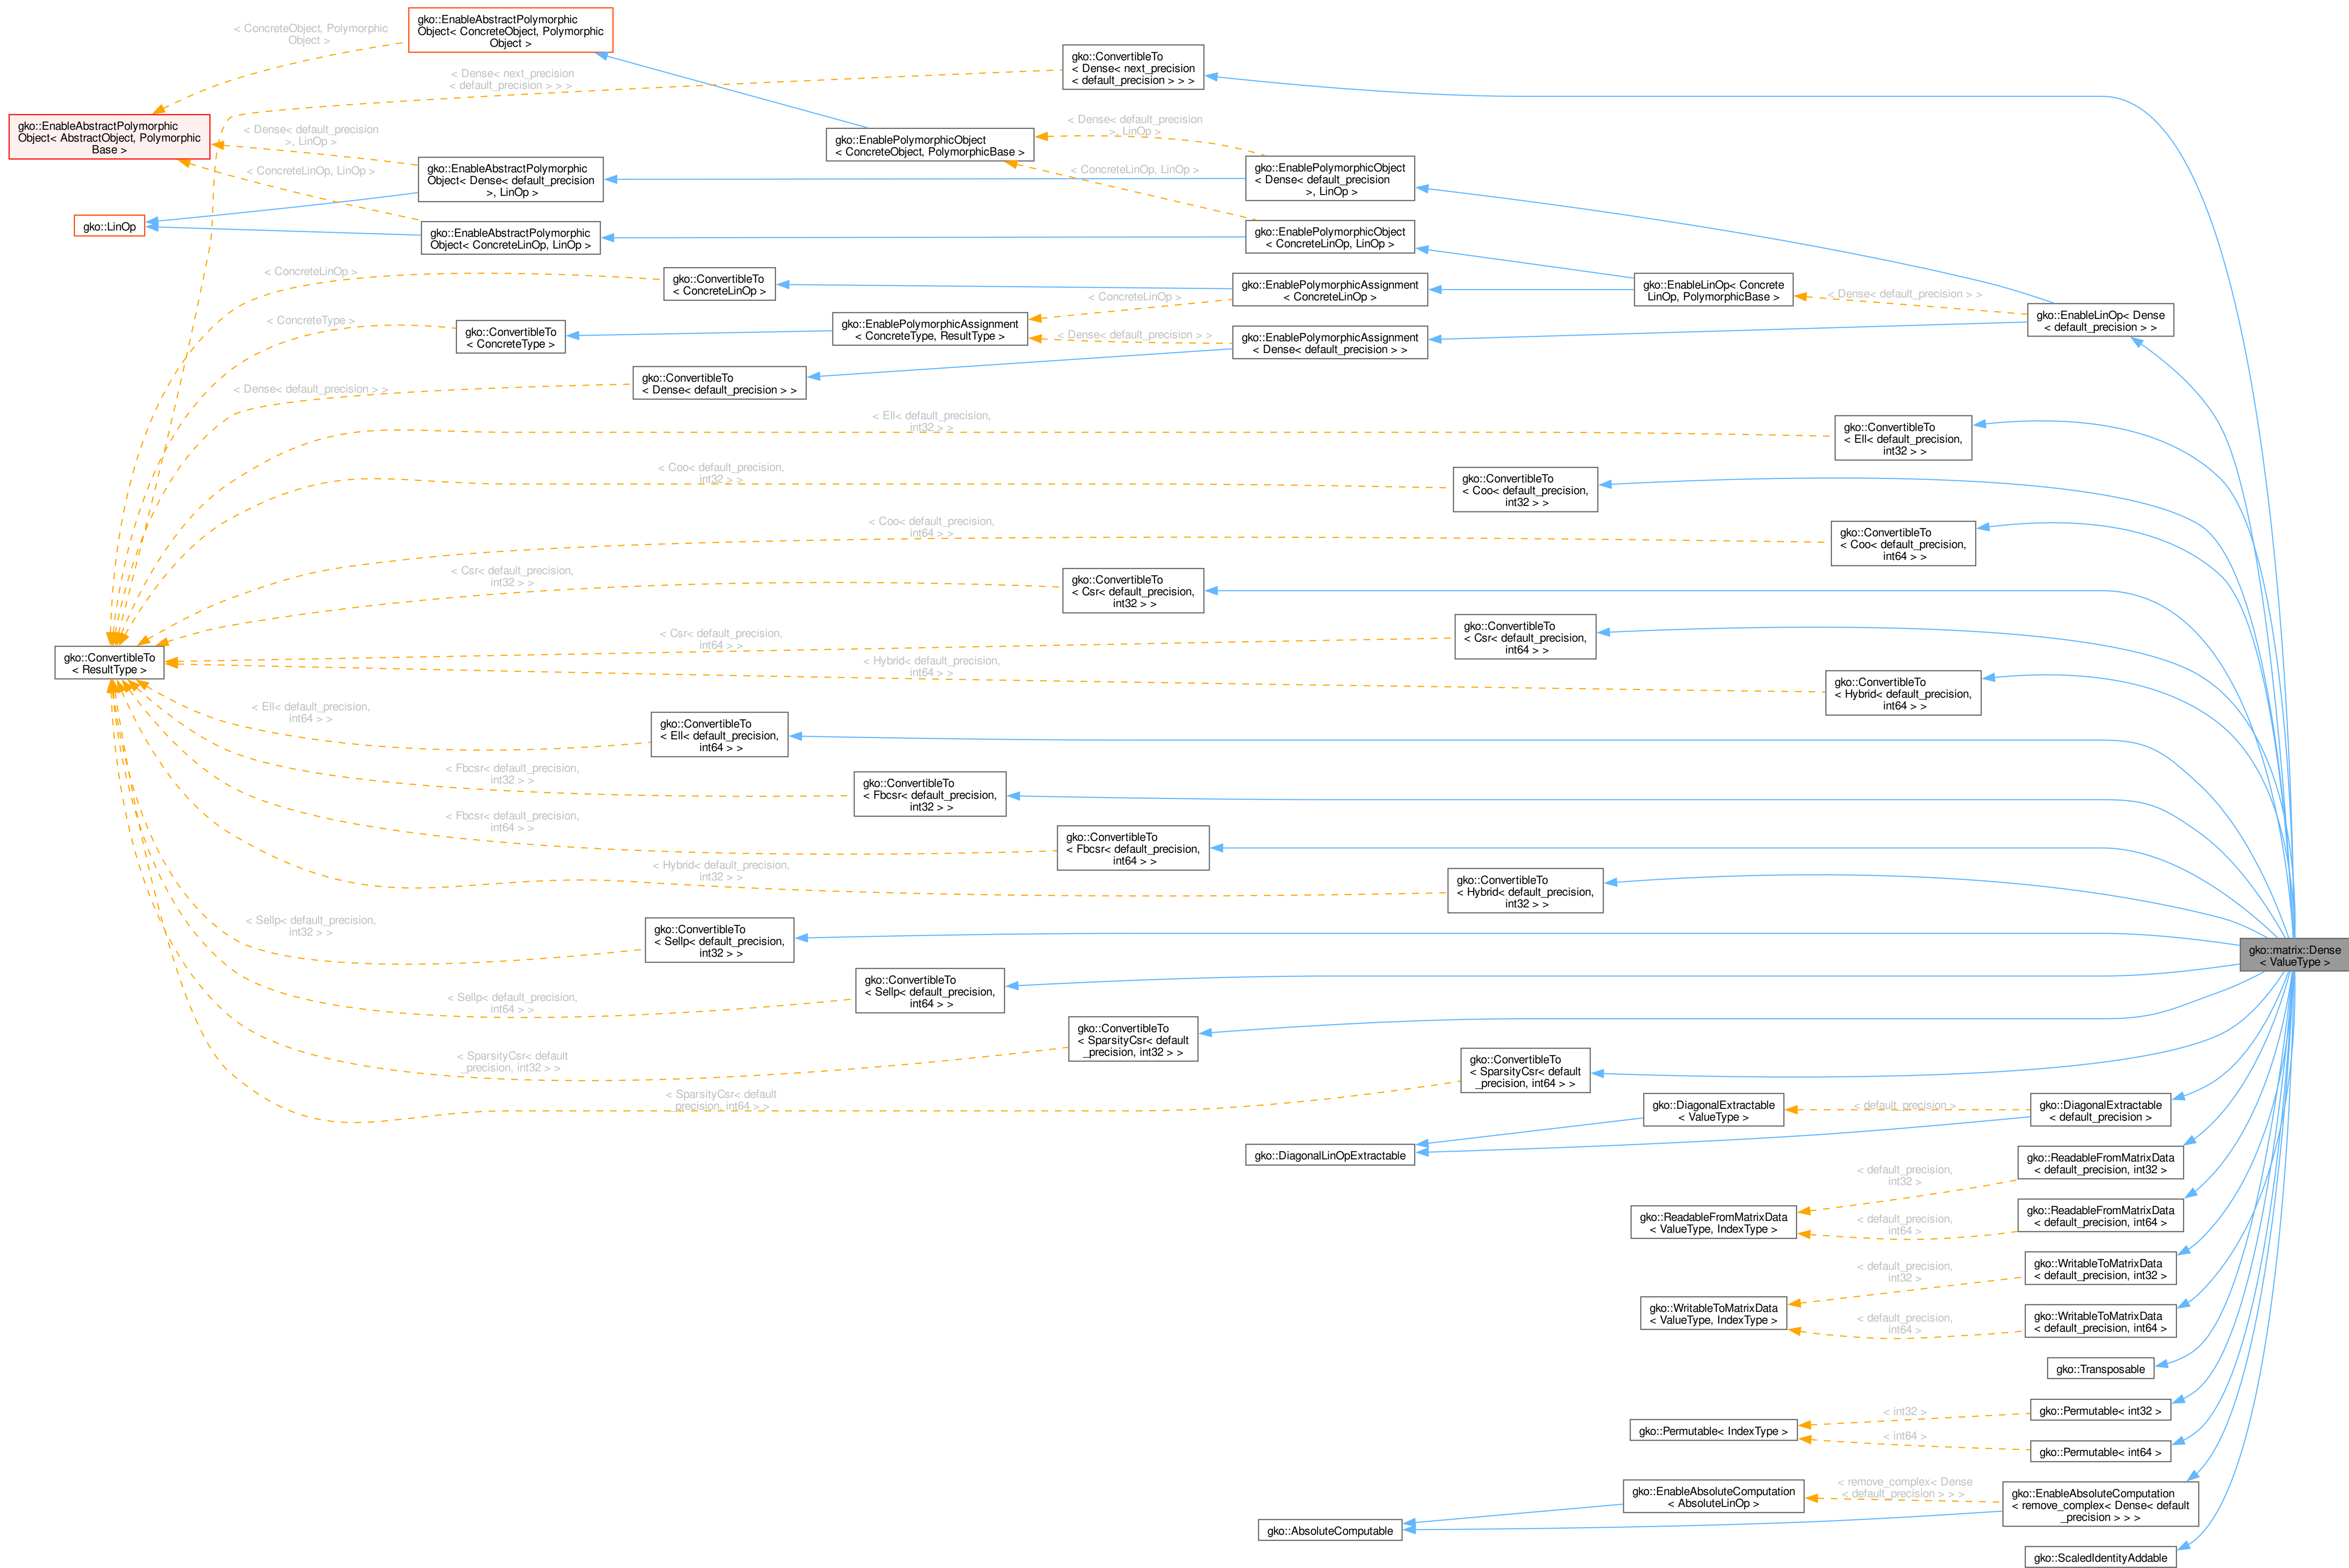 gko::EnableAbstractPolymorphic
Object< ConcreteObject, Polymorphic
Object >
< ConcreteObject, Polymorphic
Object >
gko::ConvertibleTo
< Dense< next_precision
< default_precision > > >
< Dense< next_precision
< default_precision > > >
gko::EnableAbstractPolymorphic
Object< AbstractObject, Polymorphic
Base >
< Dense< default_precision
>, LinOp >
gko::EnablePolymorphicObject
< ConcreteObject, PolymorphicBase >
< Dense< default_precision
>, LinOp >
< ConcreteLinOp, LinOp >
gko::EnableAbstractPolymorphic
Object< Dense< default_precision
>, LinOp >
< ConcreteLinOp, LinOp >
gko::EnablePolymorphicObject
< Dense< default_precision
>, LinOp >
gko::LinOp
gko::EnableAbstractPolymorphic
Object< ConcreteLinOp, LinOp >
gko::EnablePolymorphicObject
< ConcreteLinOp, LinOp >
< ConcreteLinOp >
gko::ConvertibleTo
< ConcreteLinOp >
gko::EnablePolymorphicAssignment
< ConcreteLinOp >
gko::EnableLinOp< Concrete
LinOp, PolymorphicBase >
< Dense< default_precision > >
gko::EnableLinOp< Dense
< default_precision > >
< ConcreteType >
gko::ConvertibleTo
< ConcreteType >
gko::EnablePolymorphicAssignment
< ConcreteType, ResultType >
< ConcreteLinOp >
< Dense< default_precision > >
gko::EnablePolymorphicAssignment
< Dense< default_precision > >
< Dense< default_precision > >
gko::ConvertibleTo
< Dense< default_precision > >
< Ell< default_precision,
int32 > >
gko::ConvertibleTo
< Ell< default_precision,
int32 > >
< Coo< default_precision,
int32 > >
gko::ConvertibleTo
< Coo< default_precision,
int32 > >
< Coo< default_precision,
int64 > >
gko::ConvertibleTo
< Coo< default_precision,
int64 > >
< Csr< default_precision,
int32 > >
gko::ConvertibleTo
< Csr< default_precision,
int32 > >
< Csr< default_precision,
int64 > >
gko::ConvertibleTo
< Csr< default_precision,
int64 > >
gko::ConvertibleTo
< ResultType >
< Hybrid< default_precision,
int64 > >
gko::ConvertibleTo
< Hybrid< default_precision,
int64 > >
< Ell< default_precision,
int64 > >
gko::ConvertibleTo
< Ell< default_precision,
int64 > >
< Fbcsr< default_precision,
int32 > >
gko::ConvertibleTo
< Fbcsr< default_precision,
int32 > >
< Fbcsr< default_precision,
int64 > >
gko::ConvertibleTo
< Fbcsr< default_precision,
int64 > >
< Hybrid< default_precision,
int32 > >
gko::ConvertibleTo
< Hybrid< default_precision,
int32 > >
< Sellp< default_precision,
int32 > >
gko::ConvertibleTo
< Sellp< default_precision,
int32 > >
gko::matrix::Dense
< ValueType >
< Sellp< default_precision,
int64 > >
gko::ConvertibleTo
< Sellp< default_precision,
int64 > >
< SparsityCsr< default
_precision, int32 > >
gko::ConvertibleTo
< SparsityCsr< default
_precision, int32 > >
< SparsityCsr< default
_precision, int64 > >
gko::ConvertibleTo
< SparsityCsr< default
_precision, int64 > >
gko::DiagonalExtractable
< ValueType >
< default_precision >
gko::DiagonalExtractable
< default_precision >
gko::DiagonalLinOpExtractable
< default_precision,
int32 >
gko::ReadableFromMatrixData
< default_precision, int32 >
gko::ReadableFromMatrixData
< ValueType, IndexType >
< default_precision,
int64 >
gko::ReadableFromMatrixData
< default_precision, int64 >
< default_precision,
int32 >
gko::WritableToMatrixData
< default_precision, int32 >
gko::WritableToMatrixData
< ValueType, IndexType >
< default_precision,
int64 >
gko::WritableToMatrixData
< default_precision, int64 >
gko::Transposable
< int32 >
gko::Permutable< int32 >
gko::Permutable< IndexType >
< int64 >
gko::Permutable< int64 >
gko::EnableAbsoluteComputation
< AbsoluteLinOp >
< remove_complex< Dense
< default_precision > > >
gko::EnableAbsoluteComputation
< remove_complex< Dense< default
_precision > > >
gko::AbsoluteComputable
gko::ScaledIdentityAddable